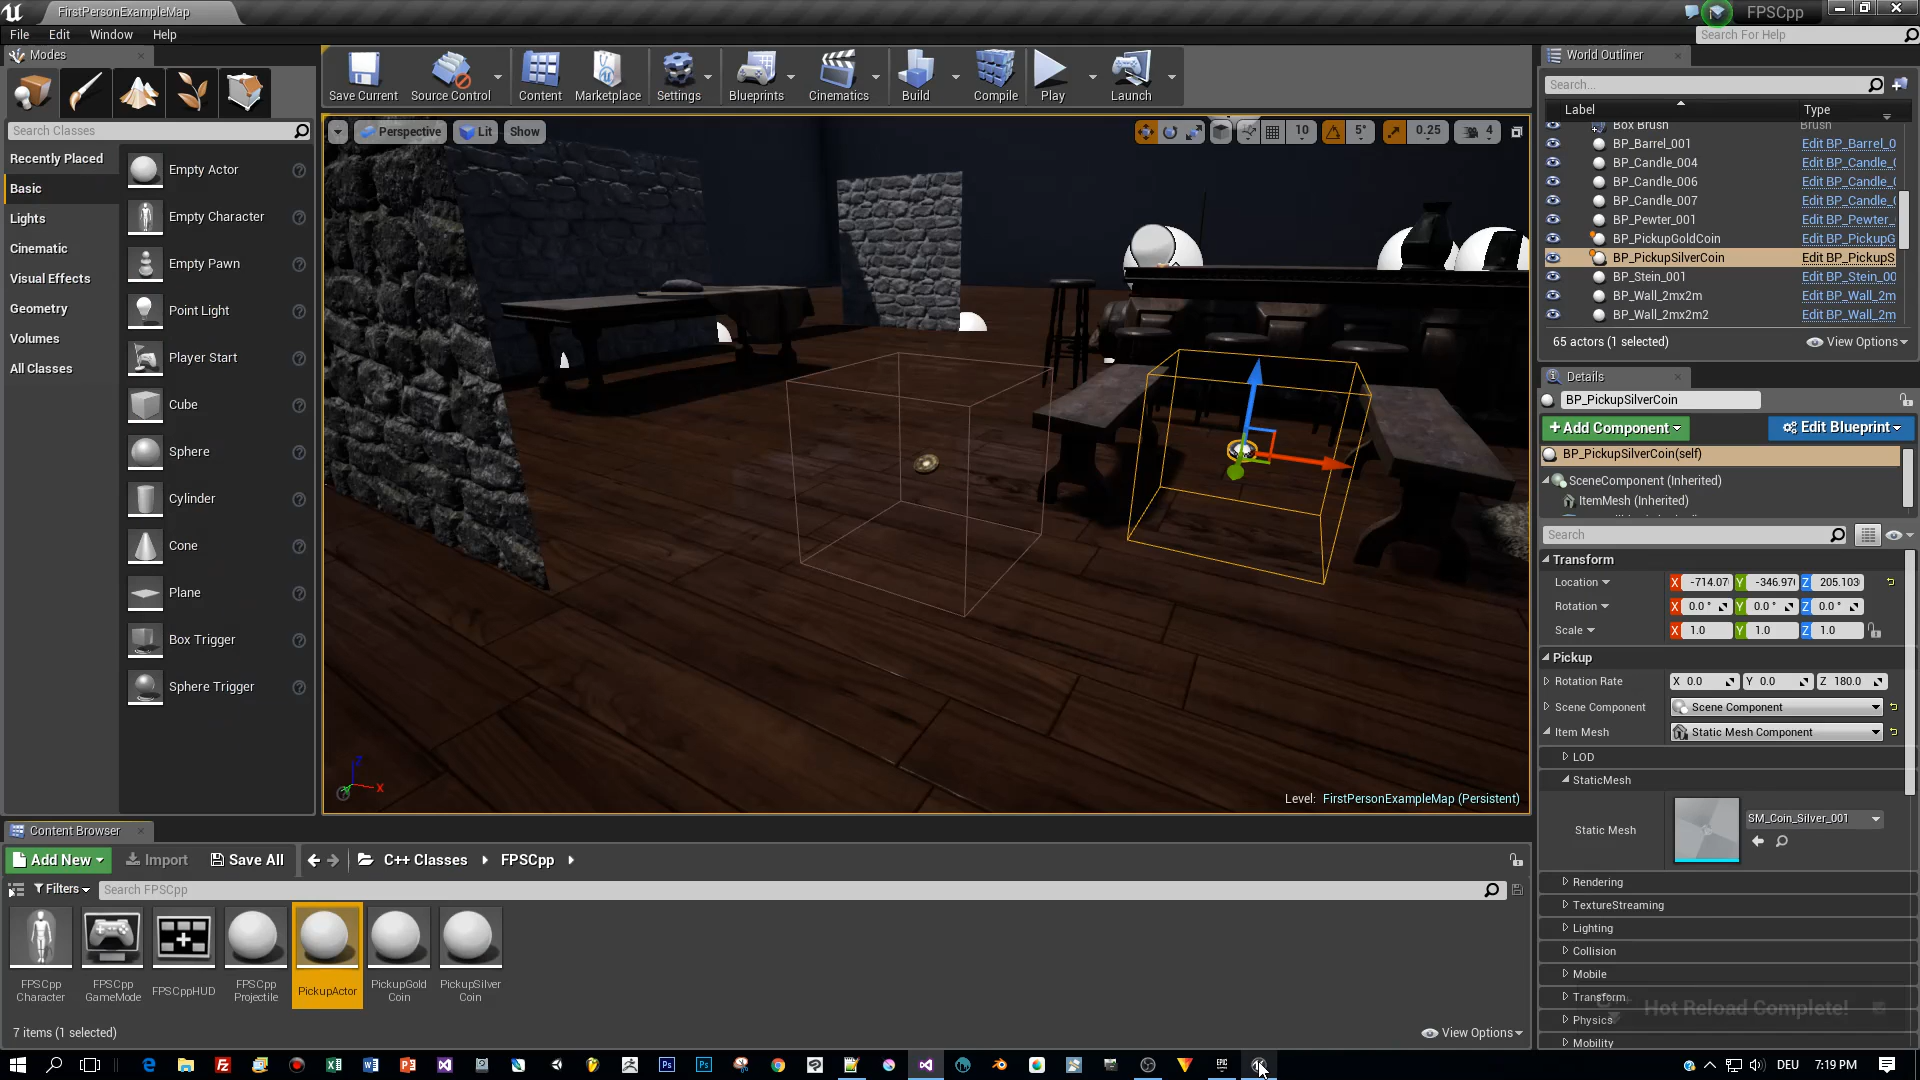 FirstPersonExampleMap
FPSCpp
File Edit Window Help
Search For Help
Modes
Search Classes
Recently Placed
Basic
Lights
Cinematic
Visual Effects
Geometry
Volumes
All Classes
Empty Actor
Empty Character
Empty Pawn
Point Light
Player Start
Cube
Sphere
Cylinder
Cone
Plane
Box Trigger
Sphere Trigger
Save Current Source Control Content Marketplace Settings Blueprints Cinematics Build Compile Play Launch
Perspective Lit Show
10 5° 0.25 4
Level: FirstPersonExampleMap (Persistent)
World Outliner
Search...
Label Type
Box Brush Brush
BP_Barrel_001 Edit BP_Barrel_0
BP_Candle_004 Edit BP_Candle_(
BP_Candle_006 Edit BP_Candle_(
BP_Candle_007 Edit BP_Candle_(
BP_Pewter_001 Edit BP_Pewter_
BP_PickupGoldCoin Edit BP_PickupG
BP_PickupSilverCoin Edit BP_PickupS
BP_Stein_001 Edit BP_Stein_00
BP_Wall_2mx2m Edit BP_Wall_2m
BP_Wall_2mx2m2 Edit BP_Wall_2m
65 actors (1 selected)
View Options
Details
BP_PickupSilverCoin
+ Add Component
Edit Blueprint
BP_PickupSilverCoin(self)
SceneComponent (Inherited)
ItemMesh (Inherited)
Search
Transform
Location X -714.07 Y -346.97 Z 205.103
Rotation X 0.0 ° Y 0.0 ° Z 0.0 °
Scale X 1.0 Y 1.0 Z 1.0
Pickup
Rotation Rate X 0.0 Y 0.0 Z 180.0
Scene Component Scene Component
Item Mesh Static Mesh Component
LOD
StaticMesh
Static Mesh SM_Coin_Silver_001
Rendering
TextureStreaming
Lighting
Collision
Mobile
Transform
Physics
Mobility
Hot Reload Complete!
Content Browser
Add New Import Save All C++ Classes FPSCpp
Filters Search FPSCpp
FPSCpp Character
FPSCpp GameMode
FPSCppHUD
FPSCpp Projectile
PickupActor
PickupGold Coin
PickupSilver Coin
7 items (1 selected)
View Options
DEU 7:19 PM